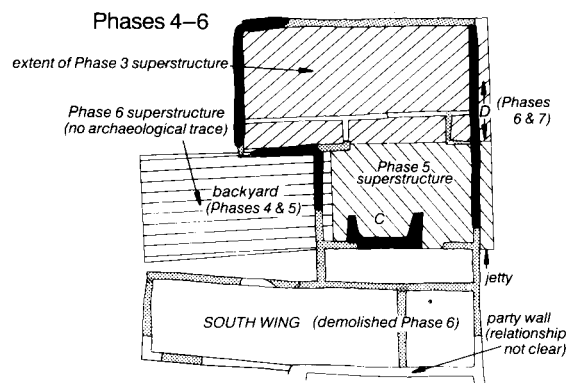 Phases 4–6
extent of Phase 3 superstructure
Phase 6 superstructure
(no archaeological trace)
D
(Phases
6 & 7)
backyard
(Phases 4 & 5)
Phase 5
superstructure
C
jetty
SOUTH WING (demolished Phase 6)
party wall
(relationship
not clear)